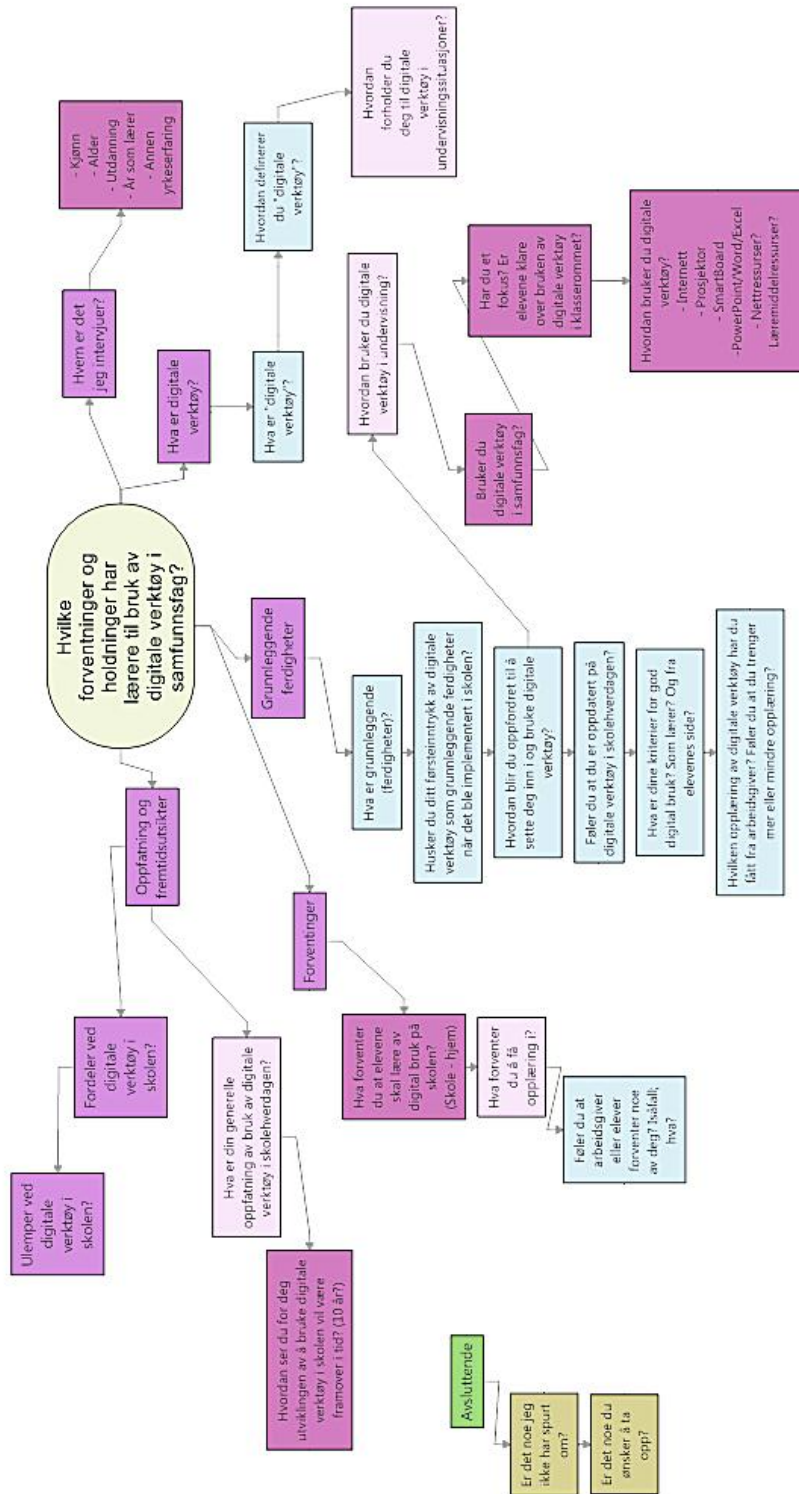 Hvilke
forventninger og
holdninger har
lærere til bruk av
digitale verktøy i
samfunnsfag?
Hvem er det
jeg intervjuer?
- Kjønn
- Alder
- Utdanning
- År som lærer
- Annen
yrkeserfaring
Hva er digitale
verktøy?
Hva er "digitale
verktøy"?
Hvordan definerer
du "digitale
verktøy"?
Hvordan
forholder du
deg til digitale
verktøy i
undervisningssituasjoner?
Grunnleggende
ferdigheter
Hva er grunnleggende
(ferdigheter)?
Husker du ditt førsteinntrykk av digitale
verktøy som grunnleggende ferdigheter
når det ble implementert i skolen?
Hvordan blir du oppfordret til å
sette deg inn i og bruke digitale
verktøy?
Føler du at du er oppdatert på
digitale verktøy i skolehverdagen?
Hva er dine kriterier for god
digital bruk? Som lærer? Og fra
elevenes side?
Hvilken opplæring av digitale verktøy har du
fått fra arbeidsgiver? Føler du at du trenger
mer eller mindre opplæring?
Hvordan bruker du digitale
verktøy i undervisning?
Bruker du
digitale verktøy
i samfunnsfag?
Har du et
fokus? Er
elevene klare
over bruken av
digitale verktøy
i klasserommet?
Hvordan bruker du digitale
verktøy?
- Internett
- Prosjektor
- SmartBoard
-PowerPoint/Word/Excel
- Nettressurser?
Læremiddelressurser?
Forventinger
Hva forventer
du at elevene
skal lære av
digital bruk på
skolen?
(Skole - hjem)
Hva forventer
du å få
opplæring i?
Føler du at
arbeidsgiver
eller elever
forventer noe
av deg? Isåfall;
hva?
Oppfatning og
fremtidsutsikter
Fordeler ved
digitale
verktøy i
skolen?
Ulemper ved
digitale
verktøy i
skolen?
Hva er din generelle
oppfatning av bruk av digitale
verktøy i skolehverdagen?
Hvordan ser du for deg
utviklingen av å bruke digitale
verktøy i skolen vil være
framover i tid? (10 år?)
Avsluttende
Er det noe jeg
ikke har spurt
om?
Er det noe du
ønsker å ta
opp?